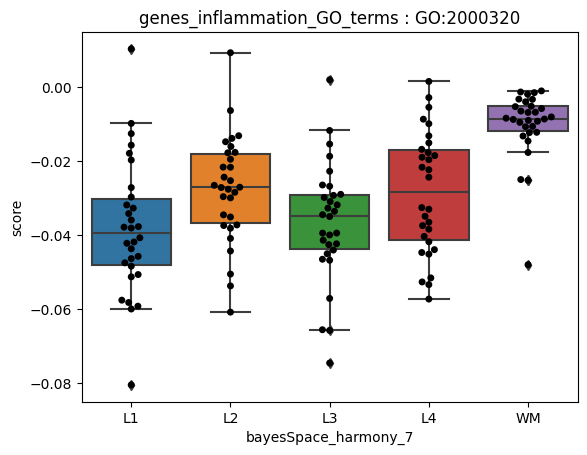 genes_inflammation_GO_terms : GO:2000320
0.00
−0.02
−0.04
−0.06
−0.08
score
L1 L2 L3 L4 WM
bayesSpace_harmony_7